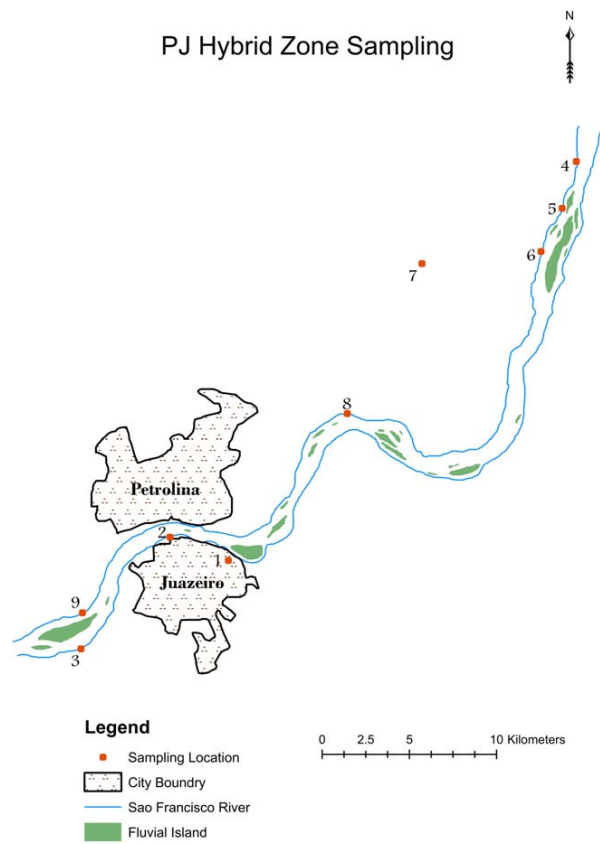 N
PJ Hybrid Zone Sampling
4
5
6
7
8
Petrolina
2
1
Juazeiro
9
3
Legend
Sampling Location
City Boundry
Sao Francisco River
Fluvial Island
0 2.5 5 10 Kilometers